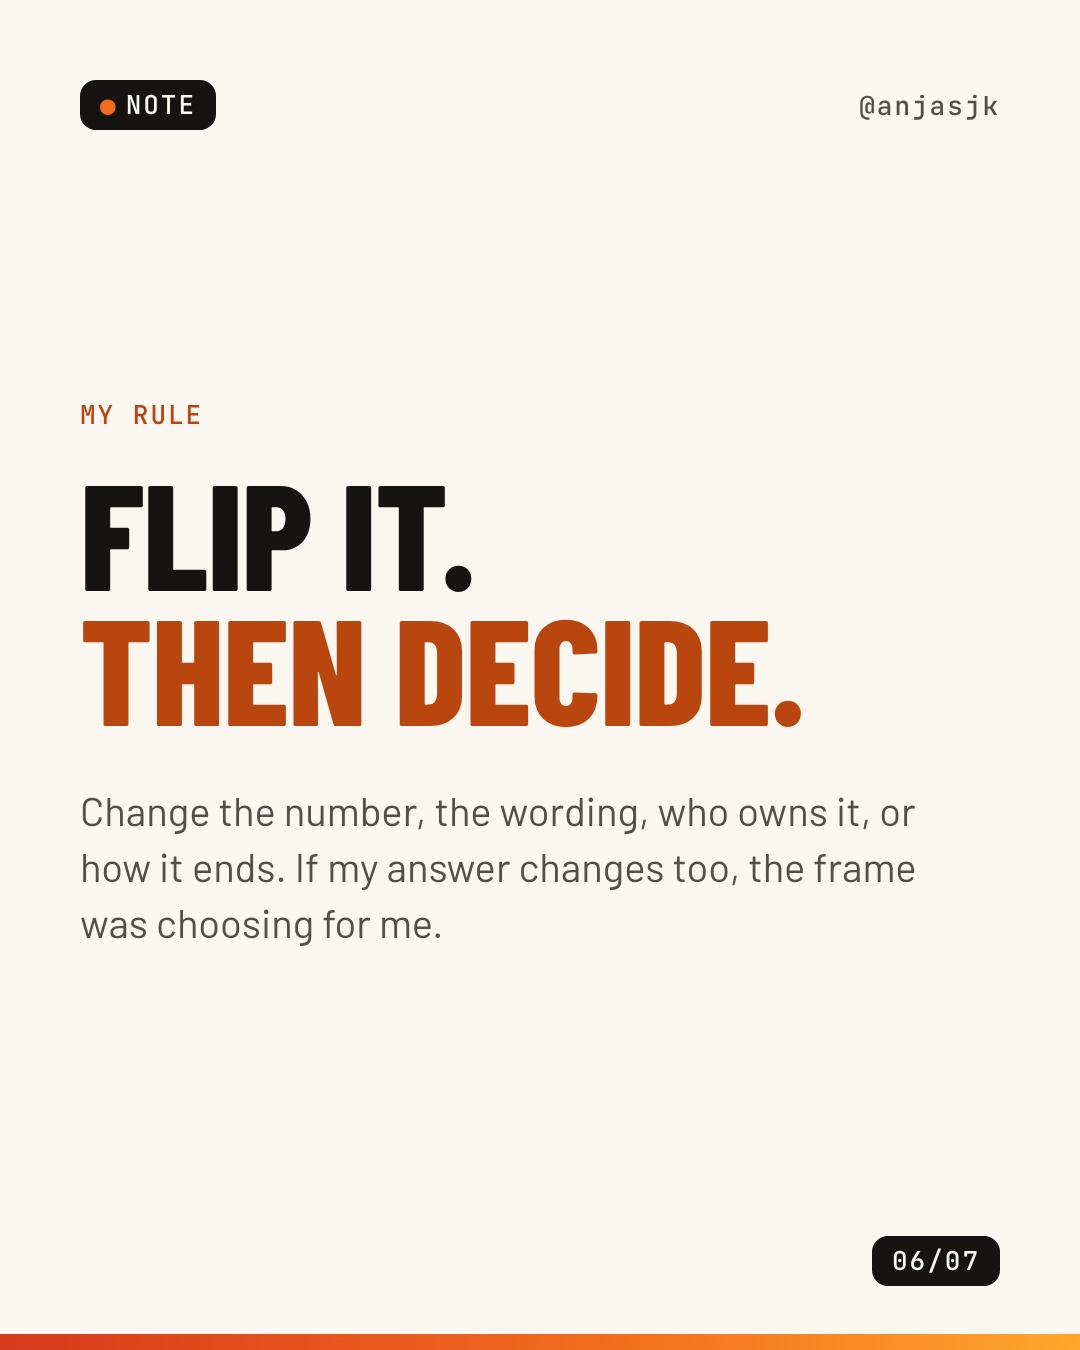 NOTE
@anjasjk
MY RULE
FLIP IT.
THEN DECIDE.
Change the number, the wording, who owns it, or
how it ends. If my answer changes too, the frame
was choosing for me.
06/07